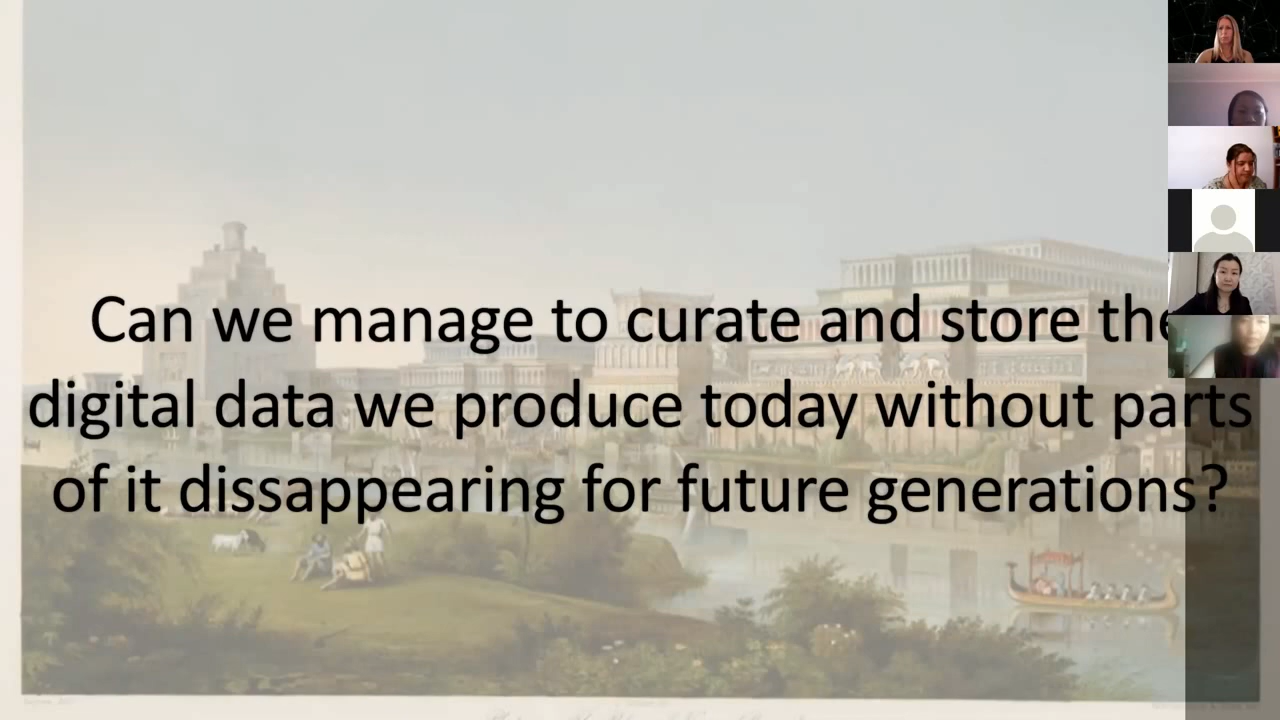 Can we manage to curate and store the
digital data we produce today without parts
of it dissappearing for future generations?